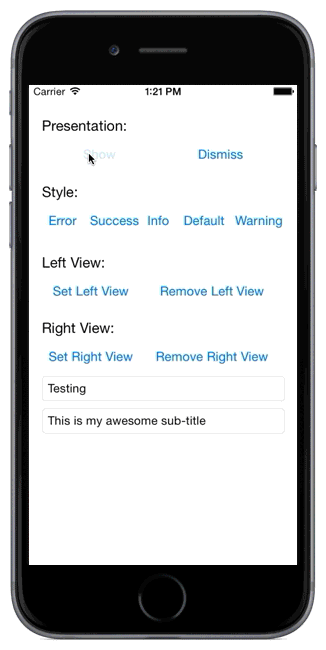 Carrier 1:21 PM
Presentation:
Show Dismiss
Style:
Error Success Info Default Warning
Left View:
Set Left View Remove Left View
Right View:
Set Right View Remove Right View
Testing
This is my awesome sub-title